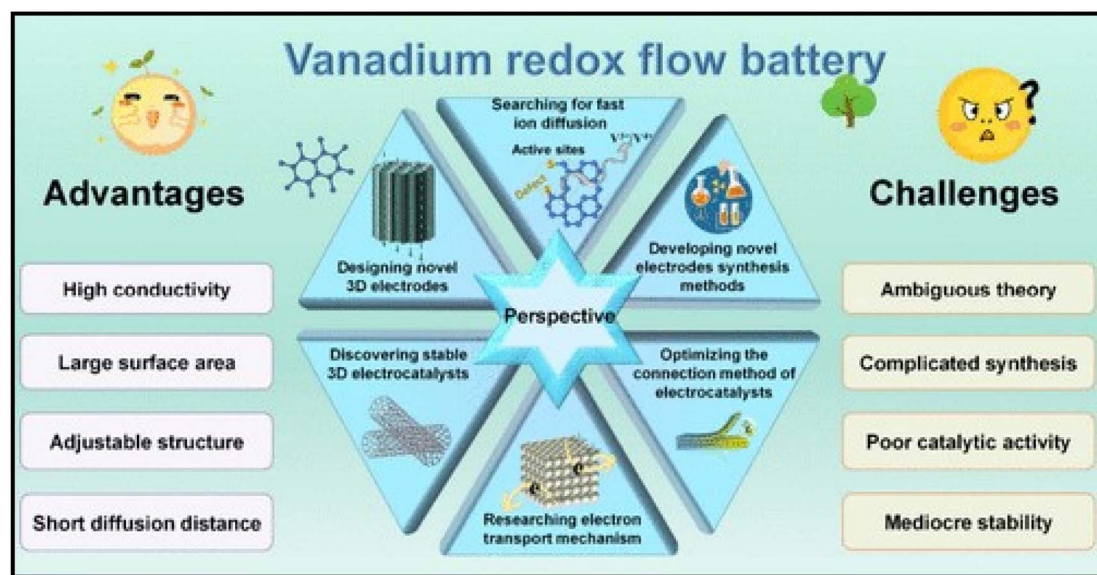 Vanadium redox flow battery
Advantages
High conductivity
Large surface area
Adjustable structure
Short diffusion distance
Searching for fast
ion diffusion
Active sites
Defect
Designing novel
3D electrodes
Developing novel
electrodes synthesis
methods
Perspective
Discovering stable
3D electrocatalysts
Optimizing the
connection method of
electrocatalysts
e
e
Researching electron
transport mechanism
?
Challenges
Ambiguous theory
Complicated synthesis
Poor catalytic activity
Mediocre stability